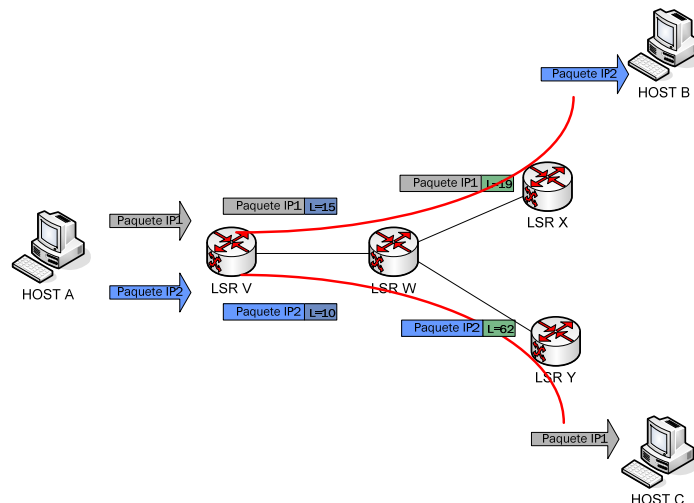 Paquete IP2
HOST B
Paquete IP1 L=19
Paquete IP1 L=15
Paquete IP1
LSR X
HOST A
LSR V
LSR W
Paquete IP2
Paquete IP2 L=10
Paquete IP2 L=62
LSR Y
Paquete IP1
HOST C